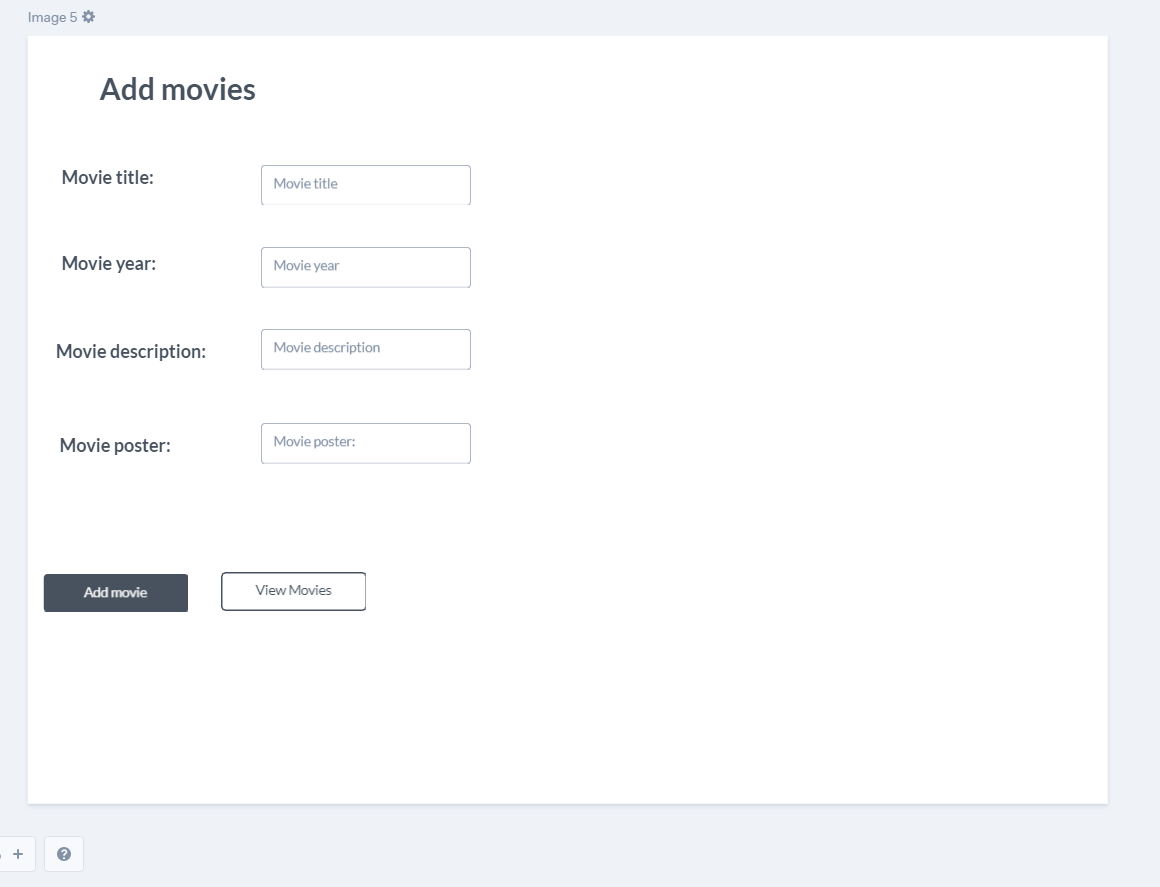 Image 5
Add movies
Movie title:
Movie title
Movie year:
Movie year
Movie description:
Movie description
Movie poster:
Movie poster:
Add movie
View Movies
+
?